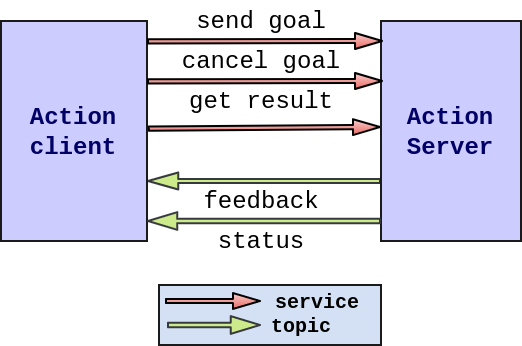 send goal
cancel goal
get result
Action
client
Action
Server
feedback
status
service
topic